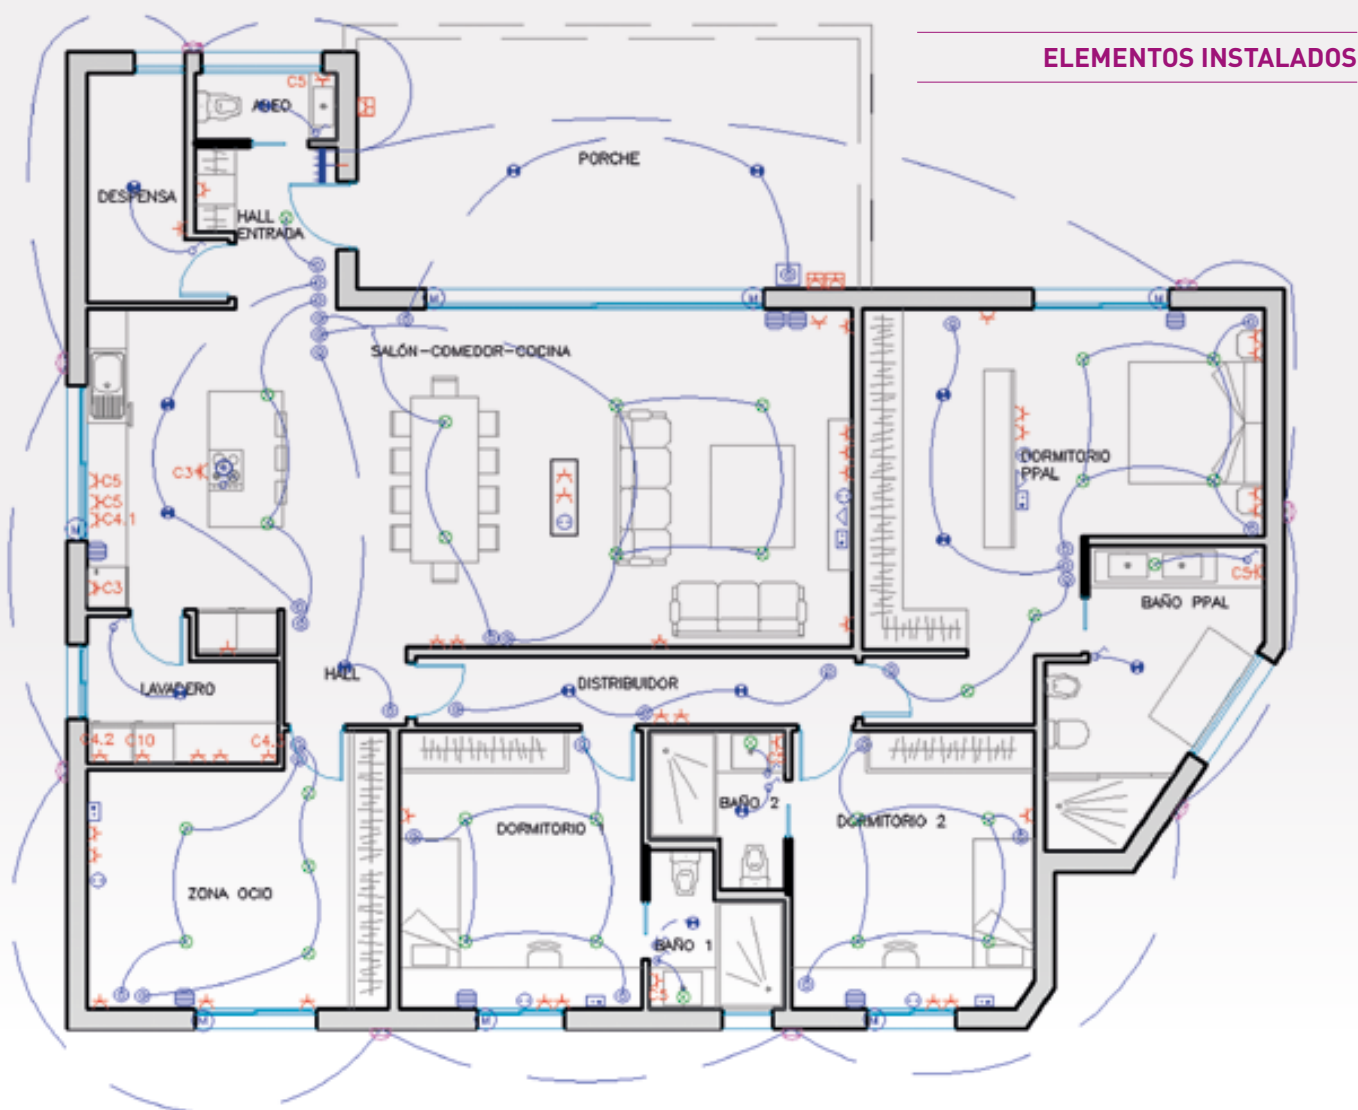 ELEMENTOS INSTALADOS
C5
ASEO
PORCHE
DESPENSA
HALL
ENTRADA
M
M
M
SALÓN-COMEDOR-COCINA
C3
C5
C5
C4.1
M
C3
DORMITORIO
PPAL
C5
BAÑO PPAL
HALL
LAVADERO
DISTRIBUIDOR
C4.2
C10
BAÑO 2
DORMITORIO 1
DORMITORIO 2
ZONA OCIO
BAÑO 1
M
M
M